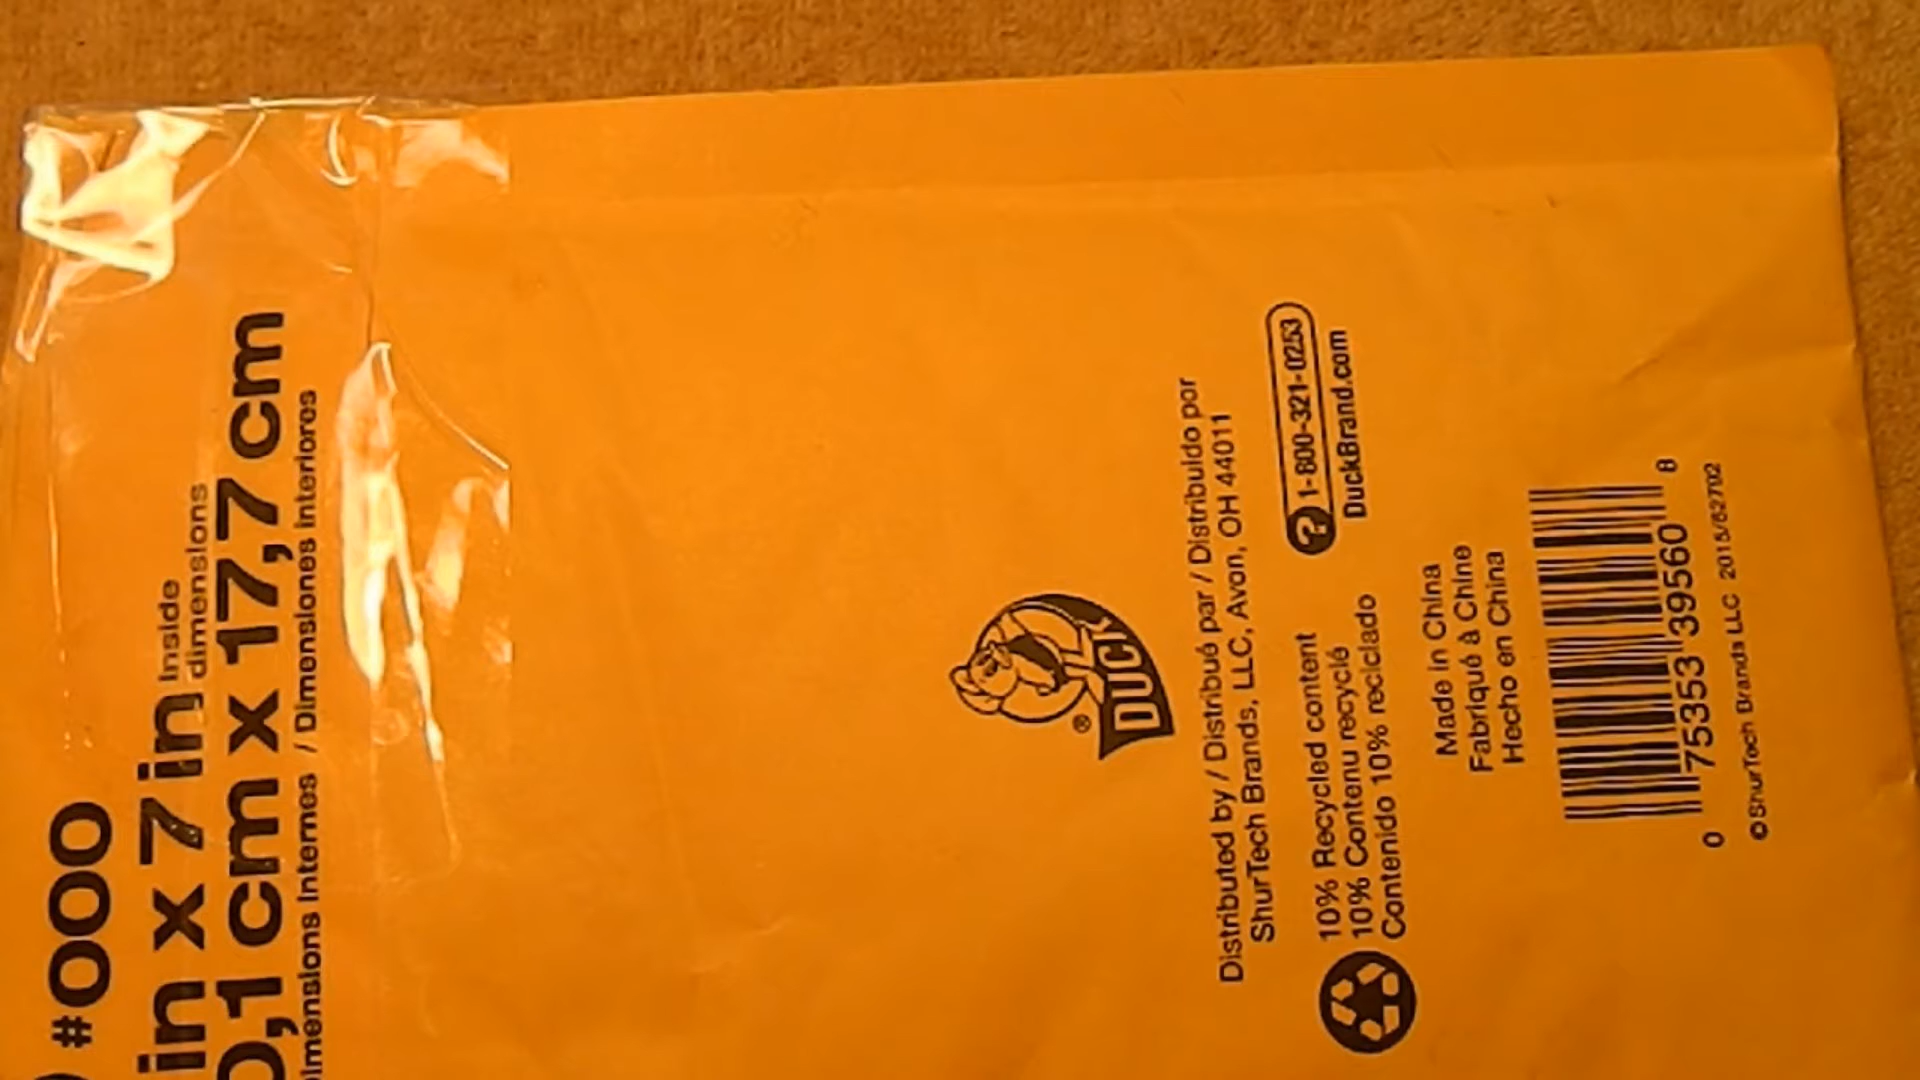 #000
in x 7 in Inside dimensions
0,1 cm x 17,7 cm
Dimensions Internes / Dimensiones interiores
®
DUCK
Distributed by / Distribué par / Distribuido por
ShurTech Brands, LLC, Avon, OH 44011
10% Recycled content
10% Contenu recyclé
Contenido 10% reciclado
? 1-800-321-0253
DuckBrand.com
Made in China
Fabriqué à Chine
Hecho en China
0 75353 39560 8
©ShurTech Brands LLC 2015/62702